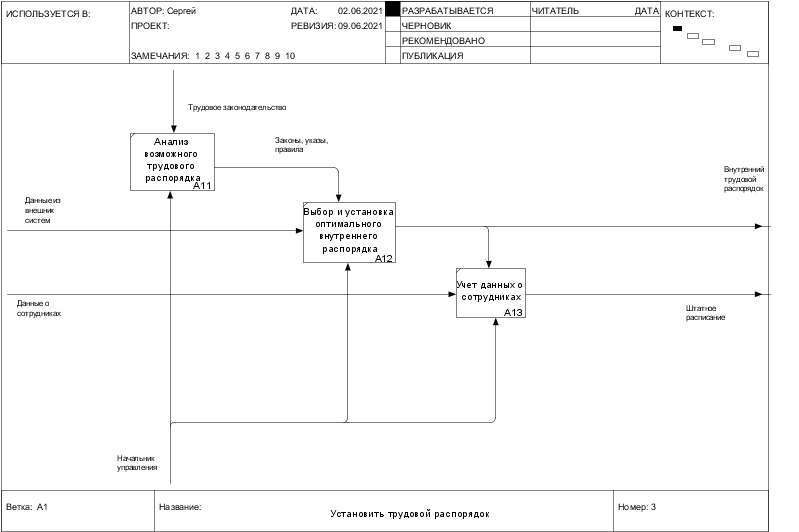 ИСПОЛЬЗУЕТСЯ В:
АВТОР: Сергей
ДАТА: 02.06.2021
РАЗРАБАТЫВАЕТСЯ
ЧИТАТЕЛЬ
ДАТА
КОНТЕКСТ:
ПРОЕКТ:
РЕВИЗИЯ: 09.06.2021
ЧЕРНОВИК
РЕКОМЕНДОВАНО
ЗАМЕЧАНИЯ: 1 2 3 4 5 6 7 8 9 10
ПУБЛИКАЦИЯ
Трудовое законодательство
Анализ
возможного
трудового
распорядка
A11
Законы, указы,
правила
Внутренний
трудовой
распорядок
Данные из
внешник
систем
Выбор и установка
оптимального
внутреннего
распорядка
A12
Учет данных о
сотрудниках
A13
Данные о
сотрудниках
Штатное
расписание
Начальник
управления
Ветка: A1
Название:
Установить трудовой распорядок
Номер: 3